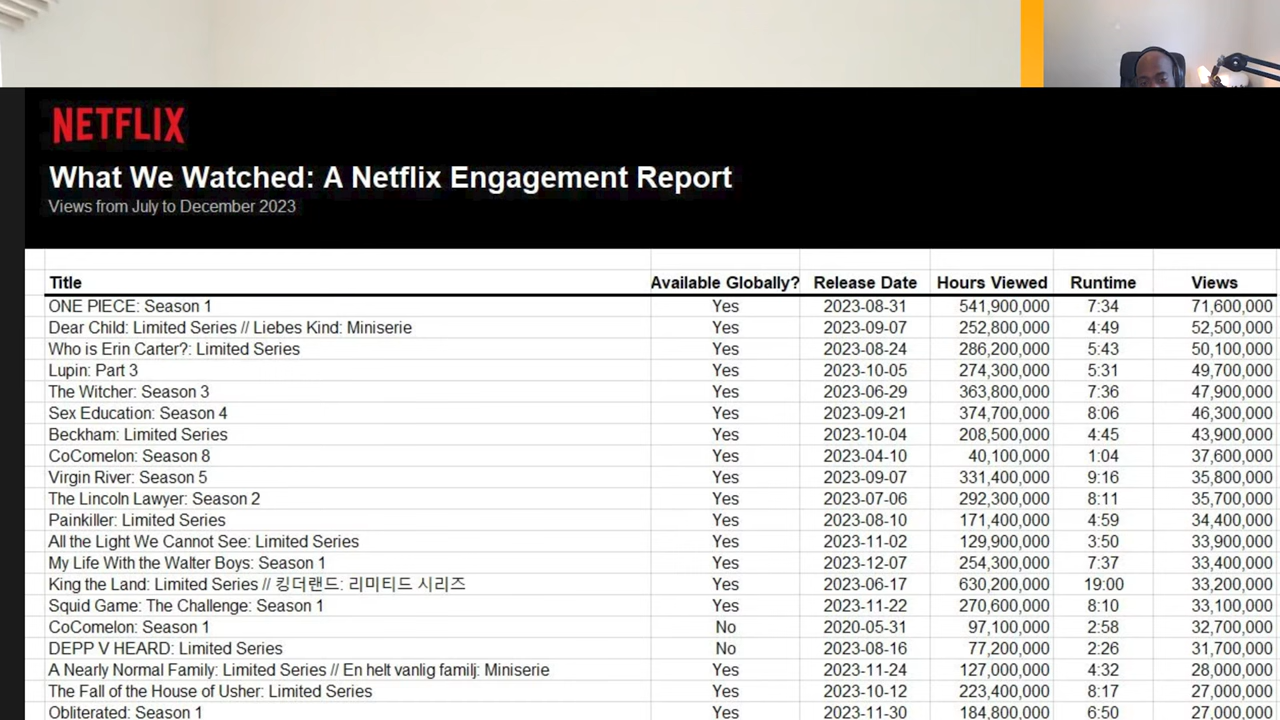 NETFLIX
What We Watched: A Netflix Engagement Report
Views from July to December 2023
Title Available Globally? Release Date Hours Viewed Runtime Views
ONE PIECE: Season 1 Yes 2023-08-31 541,900,000 7:34 71,600,000
Dear Child: Limited Series // Liebes Kind: Miniserie Yes 2023-09-07 252,800,000 4:49 52,500,000
Who is Erin Carter?: Limited Series Yes 2023-08-24 286,200,000 5:43 50,100,000
Lupin: Part 3 Yes 2023-10-05 274,300,000 5:31 49,700,000
The Witcher: Season 3 Yes 2023-06-29 363,800,000 7:36 47,900,000
Sex Education: Season 4 Yes 2023-09-21 374,700,000 8:06 46,300,000
Beckham: Limited Series Yes 2023-10-04 208,500,000 4:45 43,900,000
CoComelon: Season 8 Yes 2023-04-10 40,100,000 1:04 37,600,000
Virgin River: Season 5 Yes 2023-09-07 331,400,000 9:16 35,800,000
The Lincoln Lawyer: Season 2 Yes 2023-07-06 292,300,000 8:11 35,700,000
Painkiller: Limited Series Yes 2023-08-10 171,400,000 4:59 34,400,000
All the Light We Cannot See: Limited Series Yes 2023-11-02 129,900,000 3:50 33,900,000
My Life With the Walter Boys: Season 1 Yes 2023-12-07 254,300,000 7:37 33,400,000
King the Land: Limited Series // 킹더랜드: 리미티드 시리즈 Yes 2023-06-17 630,200,000 19:00 33,200,000
Squid Game: The Challenge: Season 1 Yes 2023-11-22 270,600,000 8:10 33,100,000
CoComelon: Season 1 No 2020-05-31 97,100,000 2:58 32,700,000
DEPP V HEARD: Limited Series No 2023-08-16 77,200,000 2:26 31,700,000
A Nearly Normal Family: Limited Series // En helt vanlig familj: Miniserie Yes 2023-11-24 127,000,000 4:32 28,000,000
The Fall of the House of Usher: Limited Series Yes 2023-10-12 223,400,000 8:17 27,000,000
Obliterated: Season 1 Yes 2023-11-30 184,800,000 6:50 27,000,000